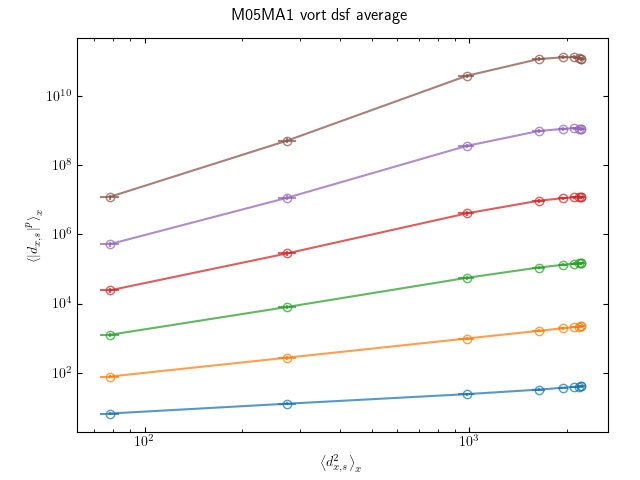 M05MA1 vort dsf average
10^{10}
10^{8}
10^{6}
10^{4}
10^{2}
⟨|d_{x,s}|^p⟩_x
10^{2}
10^{3}
⟨d^2_{x,s}⟩_x